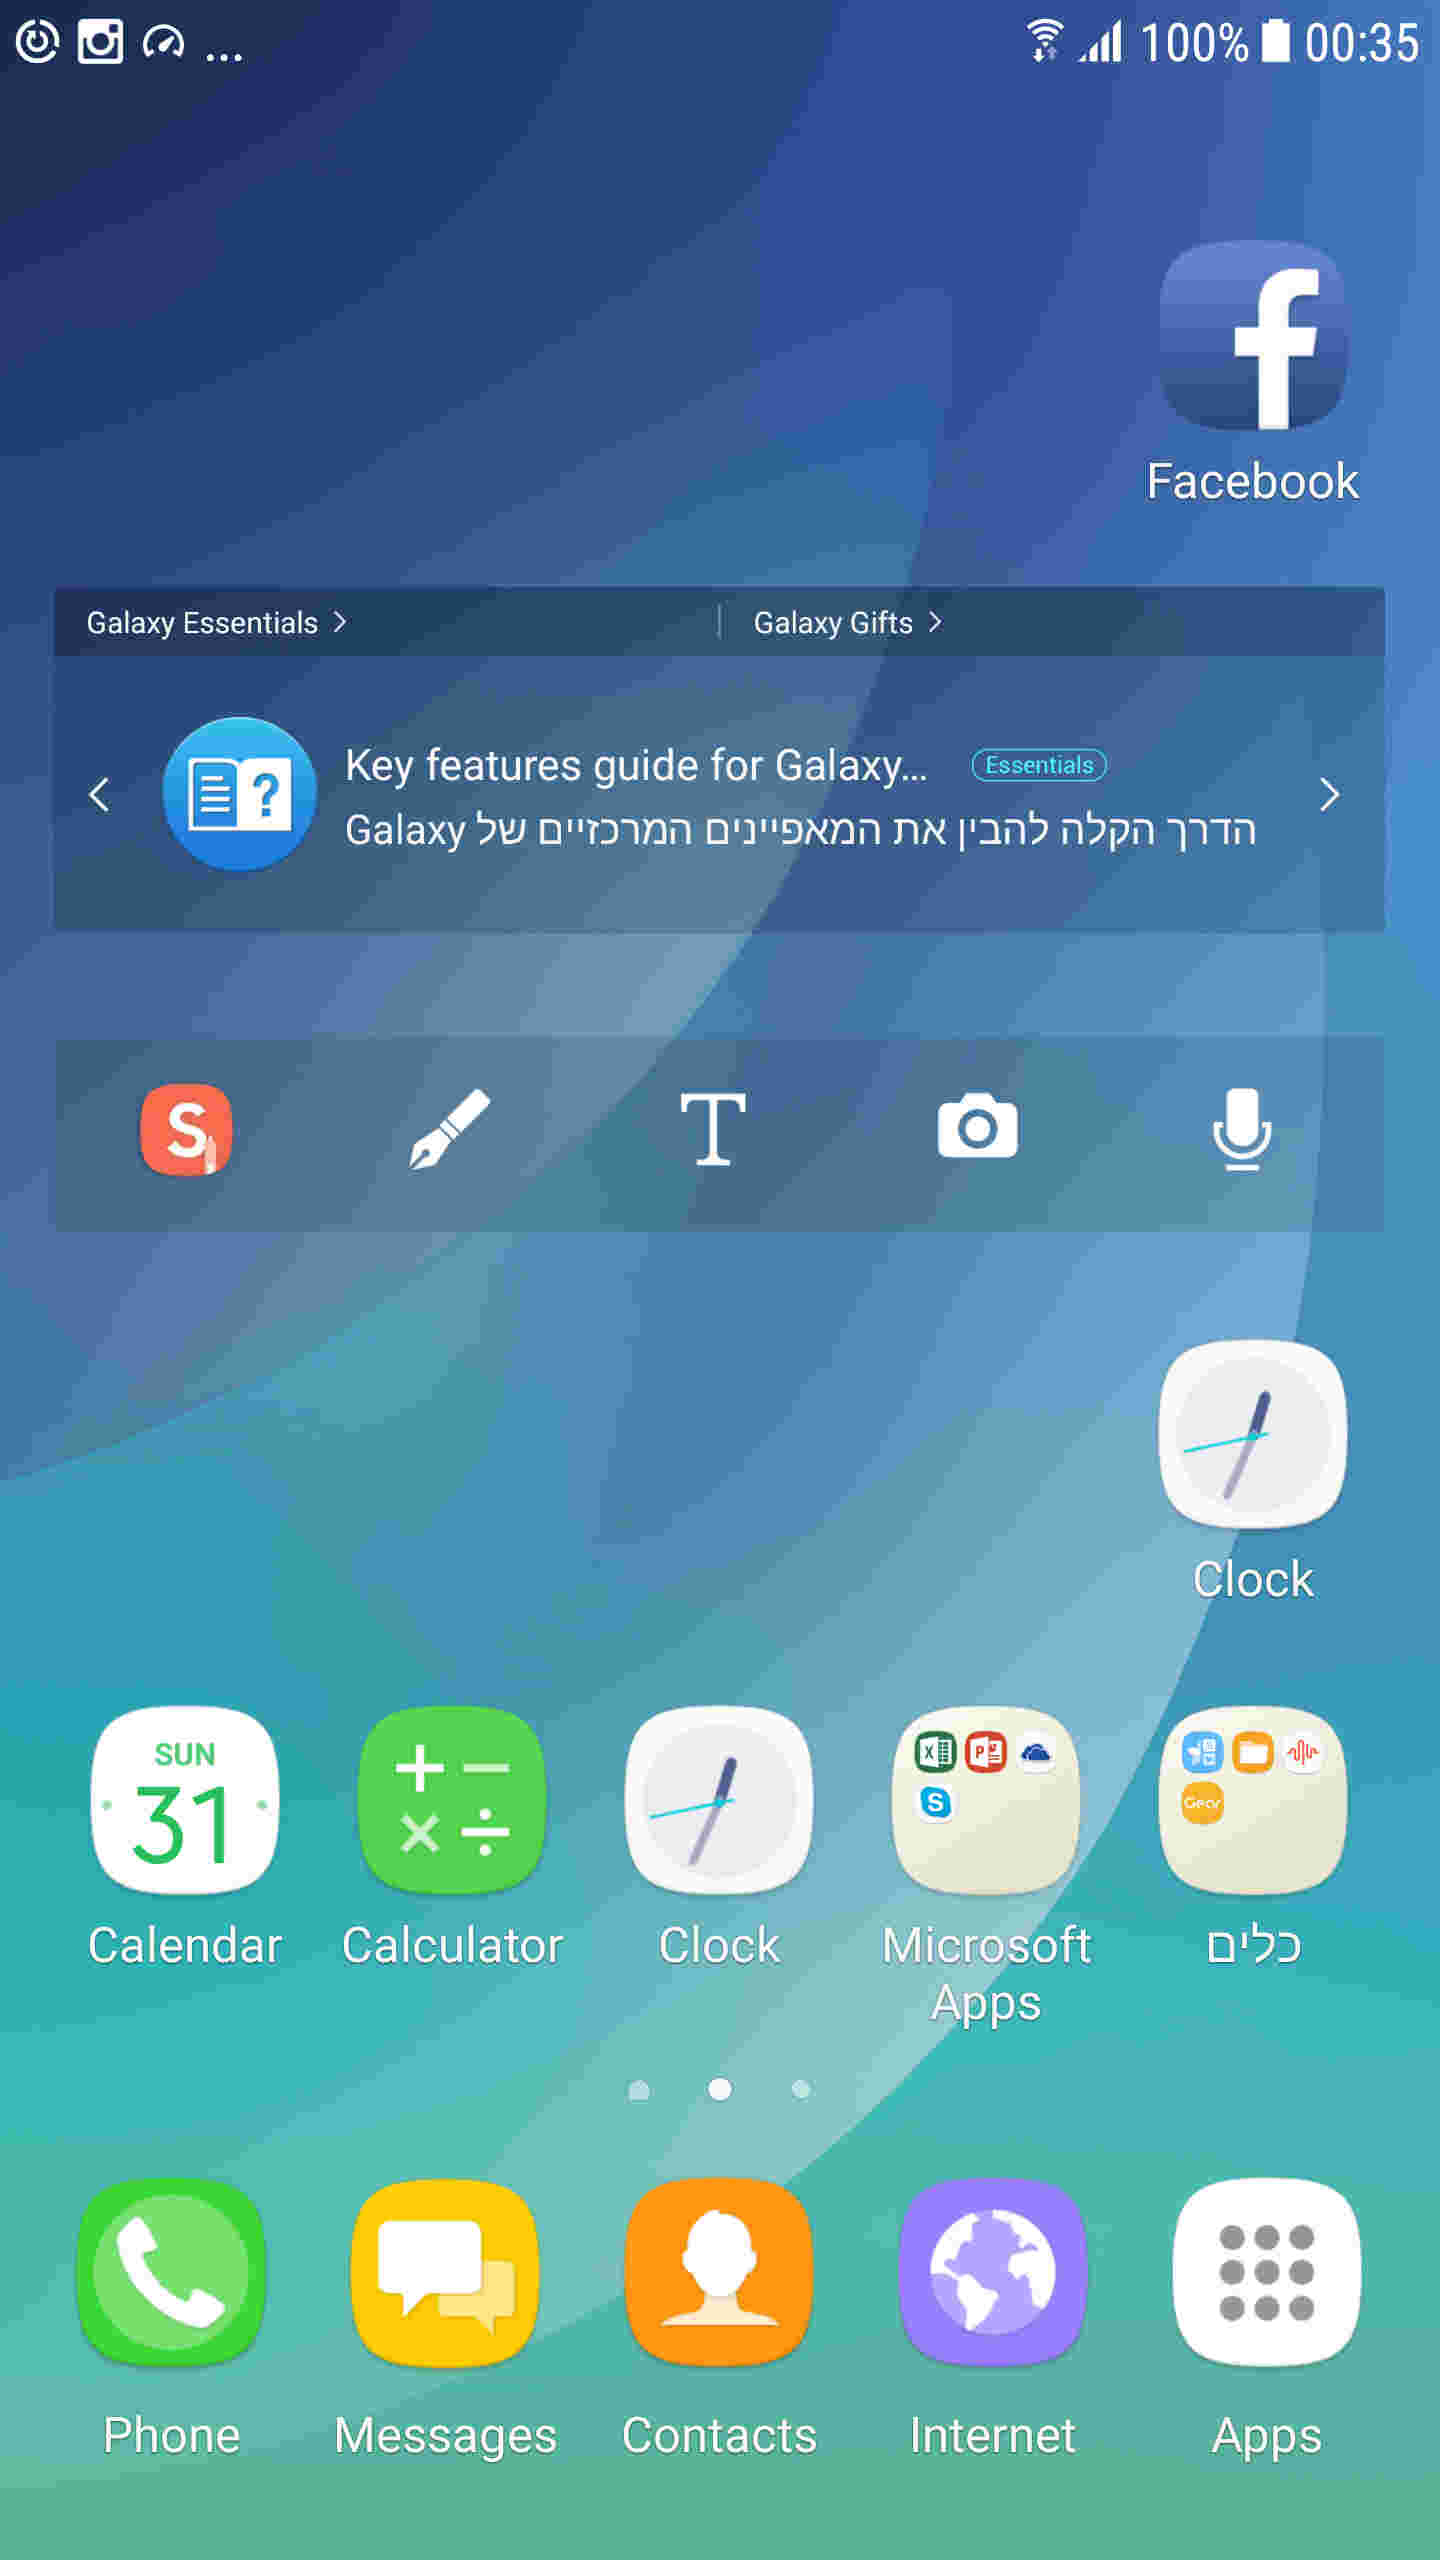 ... 100% 00:35
Facebook
Galaxy Essentials > Galaxy Gifts >
Key features guide for Galaxy... Essentials
הדרך הקלה להבין את המאפיינים המרכזיים של Galaxy
S T
Clock
SUN
31
Gear
Calendar Calculator Clock Microsoft Apps כלים
Phone Messages Contacts Internet Apps